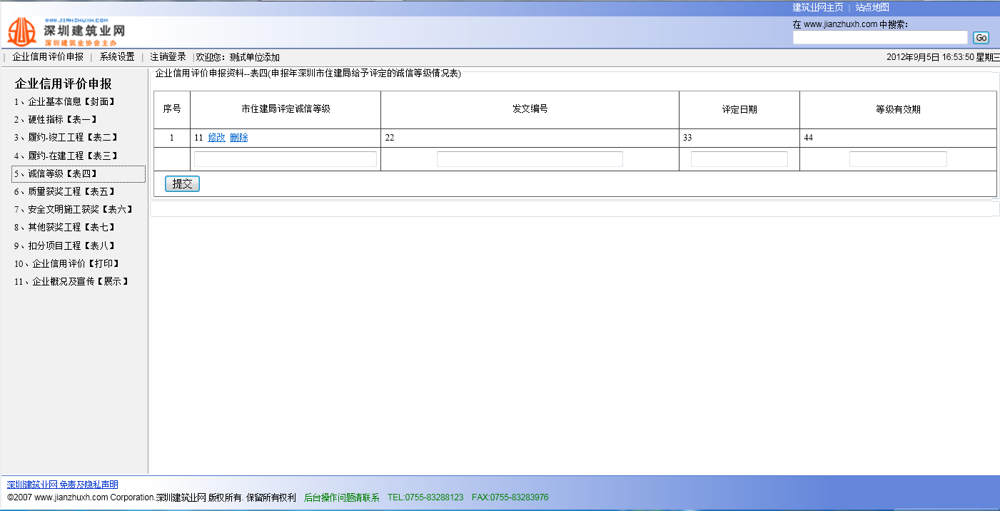 建筑业网主页 | 站点地图
WWW.JIANZHUXH.COM
深圳建筑业网
深圳建筑业协会主办
在 www.jianzhuxh.com 中搜索:
Go
| 企业信用评价申报 | 系统设置 | 注销登录 |欢迎您: 测试单位添加
2012年9月5日 16:53:50 星期三
企业信用评价申报
1、企业基本信息【封面】
2、硬性指标【表一】
3、履约-竣工工程【表二】
4、履约-在建工程【表三】
5、诚信等级【表四】
6、质量获奖工程【表五】
7、安全文明施工获奖【表六】
8、其他获奖工程【表七】
9、扣分项目工程【表八】
10、企业信用评价【打印】
11、企业概况及宣传【展示】
企业信用评价申报资料--表四(申报年深圳市住建局给予评定的诚信等级情况表)
序号 市住建局评定诚信等级 发文编号 评定日期 等级有效期
1 11 修改 删除 22 33 44
提交
深圳建筑业网 免责及隐私声明
©2007 www.jianzhuxh.com Corporation.深圳建筑业网 版权所有. 保留所有权利 后台操作问题请联系 TEL:0755-83288123 FAX:0755-83283976